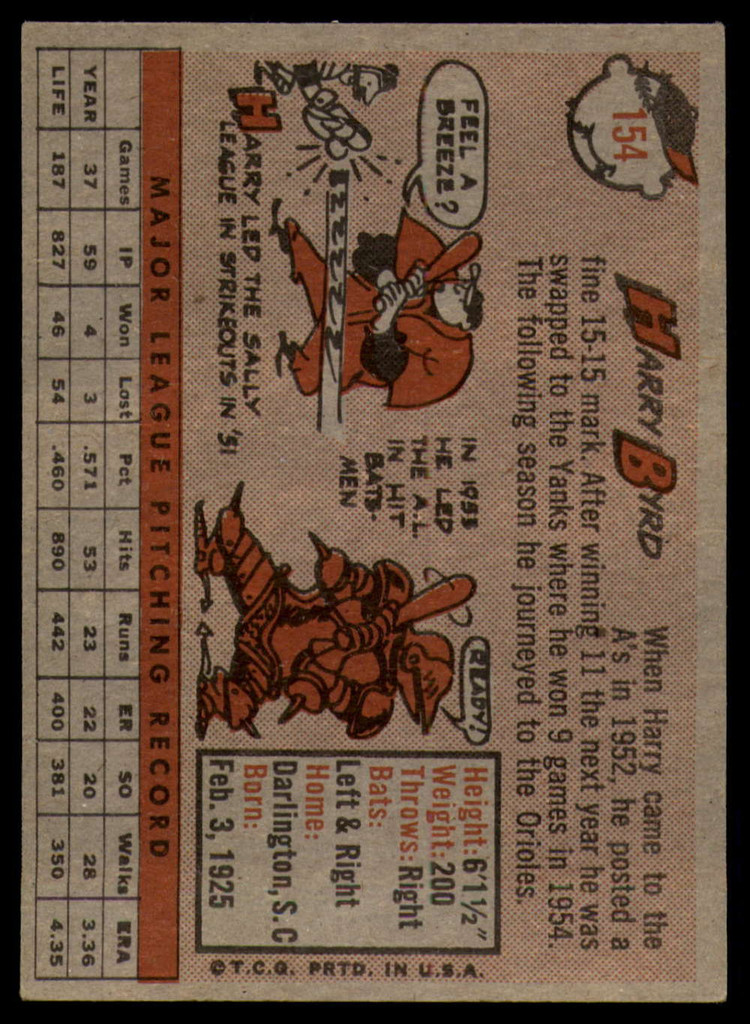 154
HARRY BYRD
When Harry came to the
A's in 1952, he posted a
fine 15-15 mark. After winning 11 the next year he was
swapped to the Yanks where he won 9 games in 1954.
The following season he journeyed to the Orioles.
FEEL A
BREEZE?
HARRY LED THE SALLY
LEAGUE IN STRIKEOUTS IN '51
IN 1953
HE LED
THE A.L.
IN HIT
BATS-
MEN
READY!
Height: 6'1½"
Weight: 200
Throws: Right
Bats:
Left & Right
Home:
Darlington, S.C
Born:
Feb. 3, 1925
©T.C.G. PRTD. IN U.S.A.
MAJOR LEAGUE PITCHING RECORD
Games IP Won Lost Pct Hits Runs ER SO Walks ERA
YEAR 37 59 4 3 .571 53 23 22 20 28 3.36
LIFE 187 827 46 54 .460 890 442 400 381 350 4.35